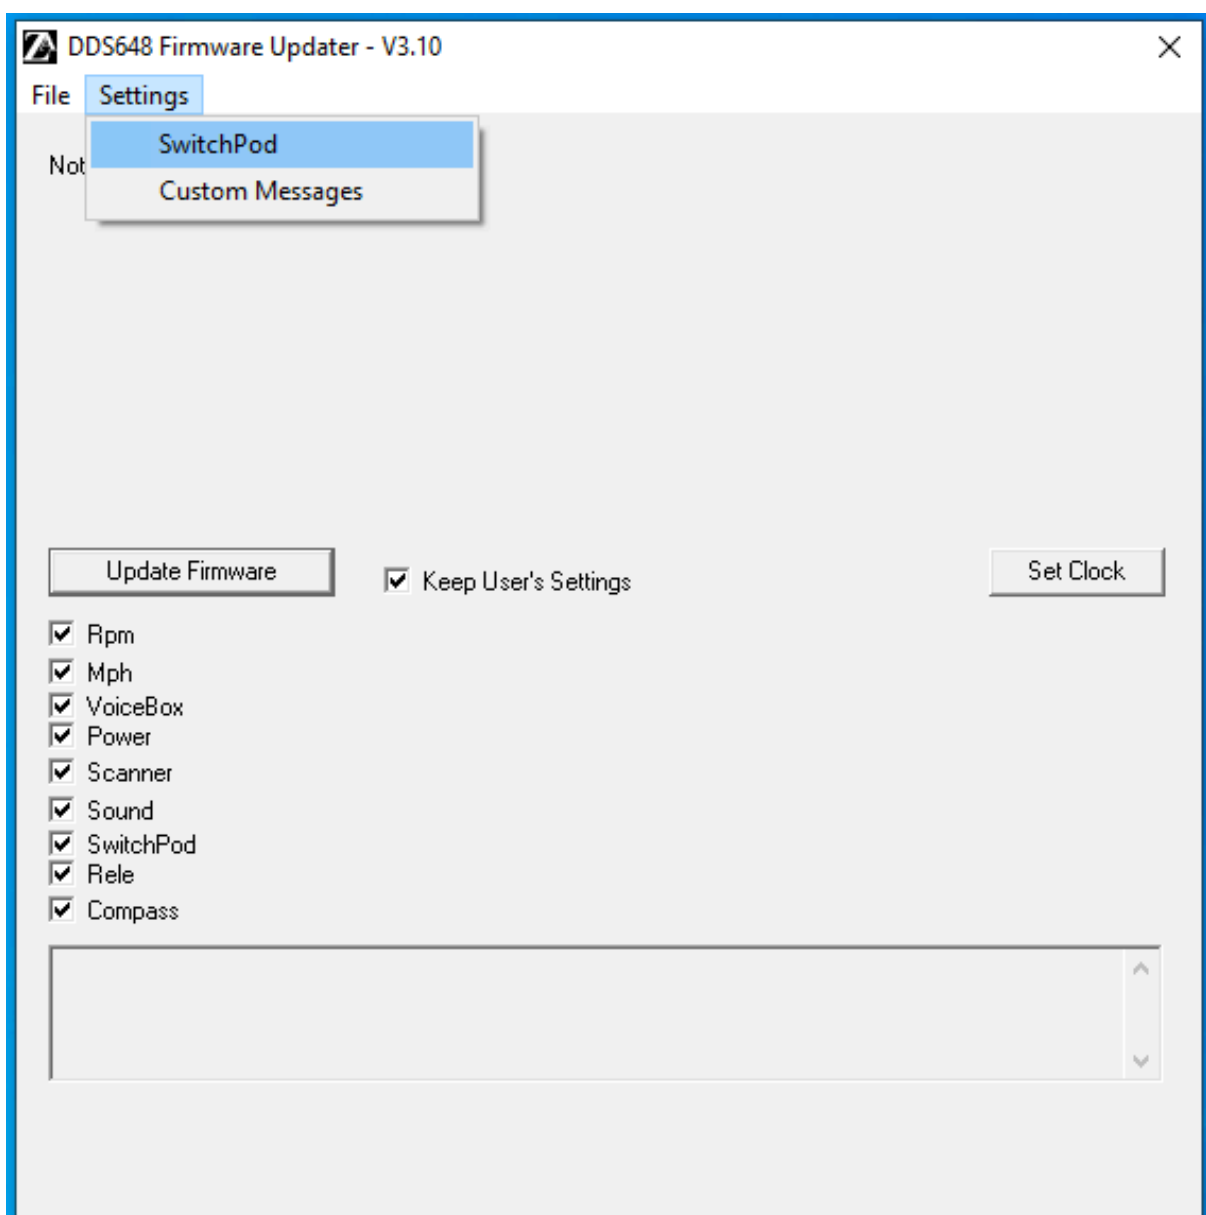 DDS648 Firmware Updater - V3.10
File Settings
SwitchPod
Not
Custom Messages
Update Firmware
Keep User's Settings
Set Clock
Rpm
Mph
VoiceBox
Power
Scanner
Sound
SwitchPod
Rele
Compass